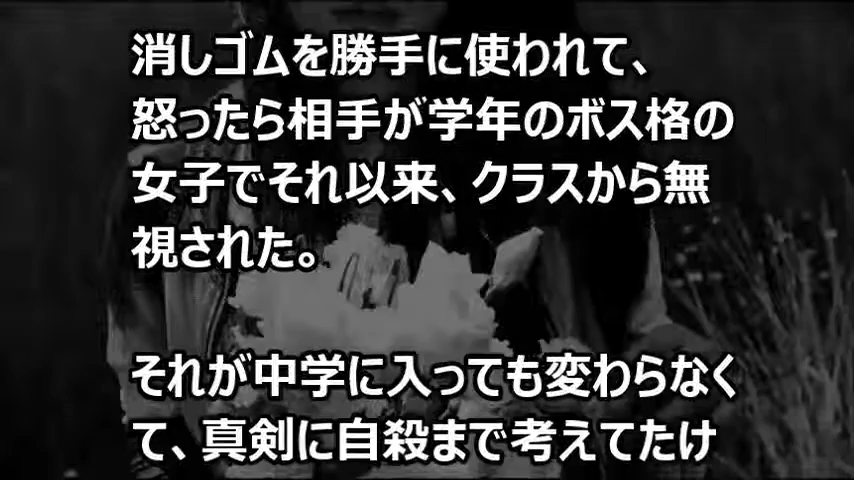 消しゴムを勝手に使われて、
怒ったら相手が学年のボス格の
女子でそれ以来、クラスから無
視された。
それが中学に入っても変わらなく
て、真剣に自殺まで考えてたけ